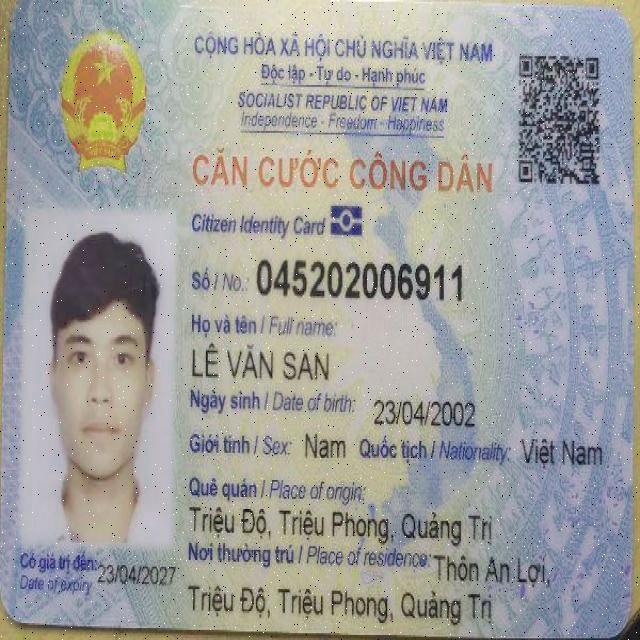 CỘNG HÒA XÃ HỘI CHỦ NGHĨA VIỆT NAM
Độc lập - Tự do - Hạnh phúc
SOCIALIST REPUBLIC OF VIET NAM
Independence - Freedom - Happiness
CĂN CƯỚC CÔNG DÂN
Citizen Identity Card
Số / No.: 045202006911
Họ và tên / Full name:
LÊ VĂN SAN
Ngày sinh / Date of birth: 23/04/2002
Giới tính / Sex: Nam Quốc tịch / Nationality: Việt Nam
Quê quán / Place of origin:
Triệu Độ, Triệu Phong, Quảng Trị
Nơi thường trú / Place of residence: Thôn An Lợi,
Triệu Độ, Triệu Phong, Quảng Trị
Có giá trị đến: 23/04/2027
Date of expiry